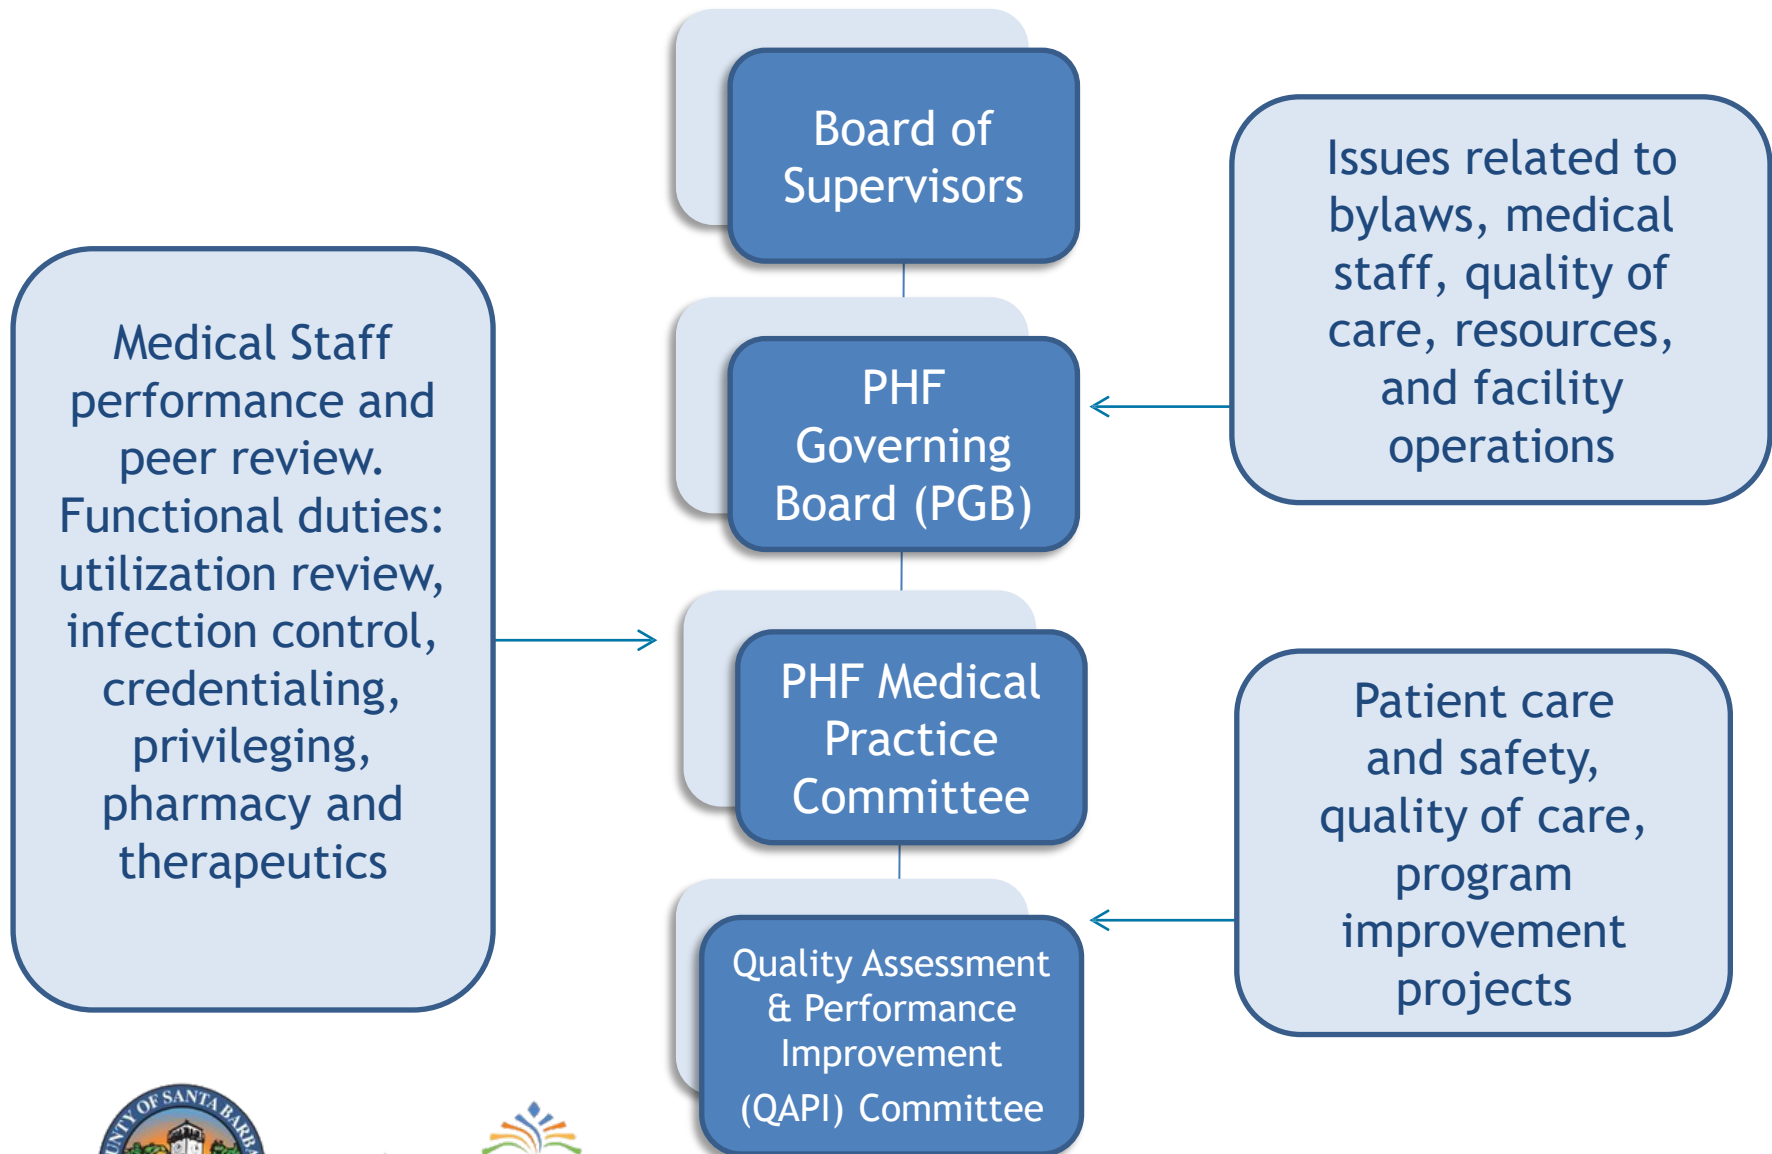 Board of
Supervisors
Issues related to
bylaws, medical
staff, quality of
care, resources,
and facility
operations
Medical Staff
performance and
peer review.
Functional duties:
utilization review,
infection control,
credentialing,
privileging,
pharmacy and
therapeutics
PHF
Governing
Board (PGB)
PHF Medical
Practice
Committee
Patient care
and safety,
quality of care,
program
improvement
projects
Quality Assessment
& Performance
Improvement
(QAPI) Committee
OF SANTA